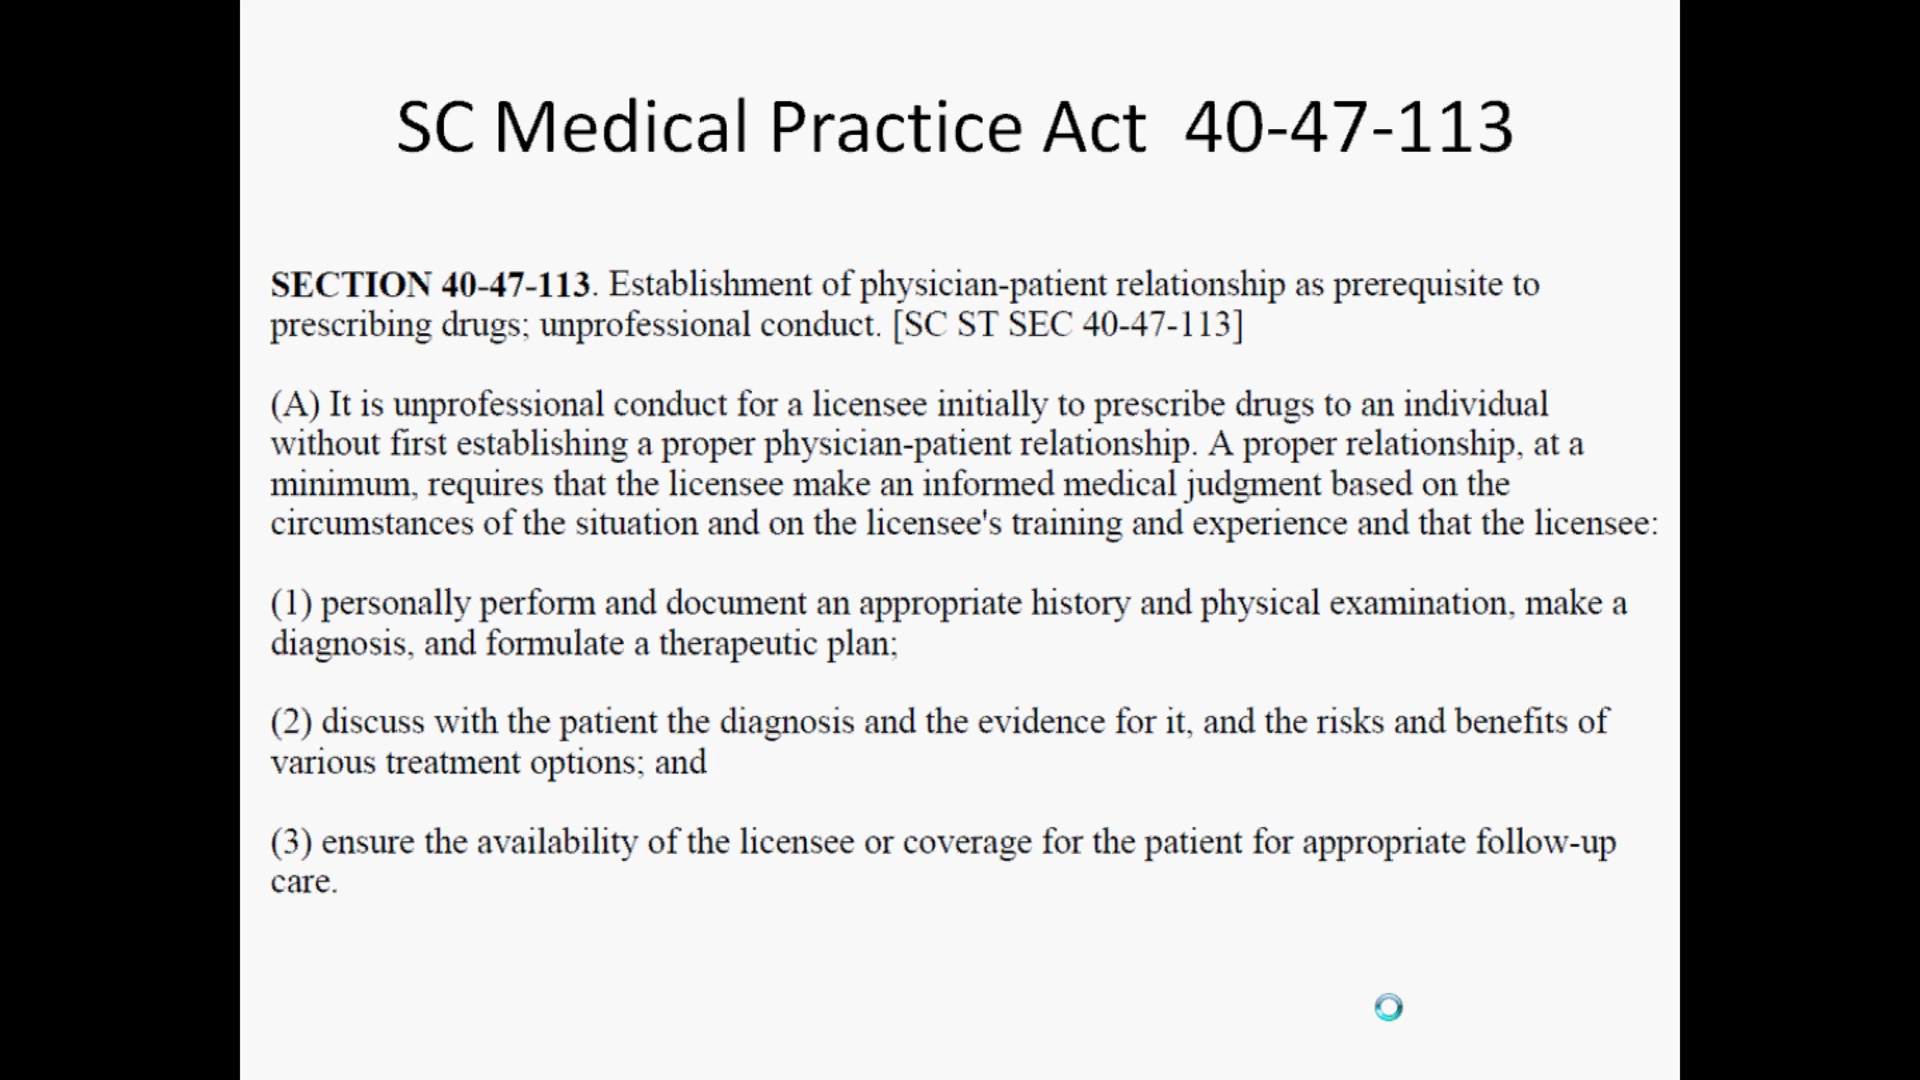 SC Medical Practice Act 40-47-113
SECTION 40-47-113. Establishment of physician-patient relationship as prerequisite to
prescribing drugs; unprofessional conduct. [SC ST SEC 40-47-113]
(A) It is unprofessional conduct for a licensee initially to prescribe drugs to an individual
without first establishing a proper physician-patient relationship. A proper relationship, at a
minimum, requires that the licensee make an informed medical judgment based on the
circumstances of the situation and on the licensee's training and experience and that the licensee:
(1) personally perform and document an appropriate history and physical examination, make a
diagnosis, and formulate a therapeutic plan;
(2) discuss with the patient the diagnosis and the evidence for it, and the risks and benefits of
various treatment options; and
(3) ensure the availability of the licensee or coverage for the patient for appropriate follow-up
care.